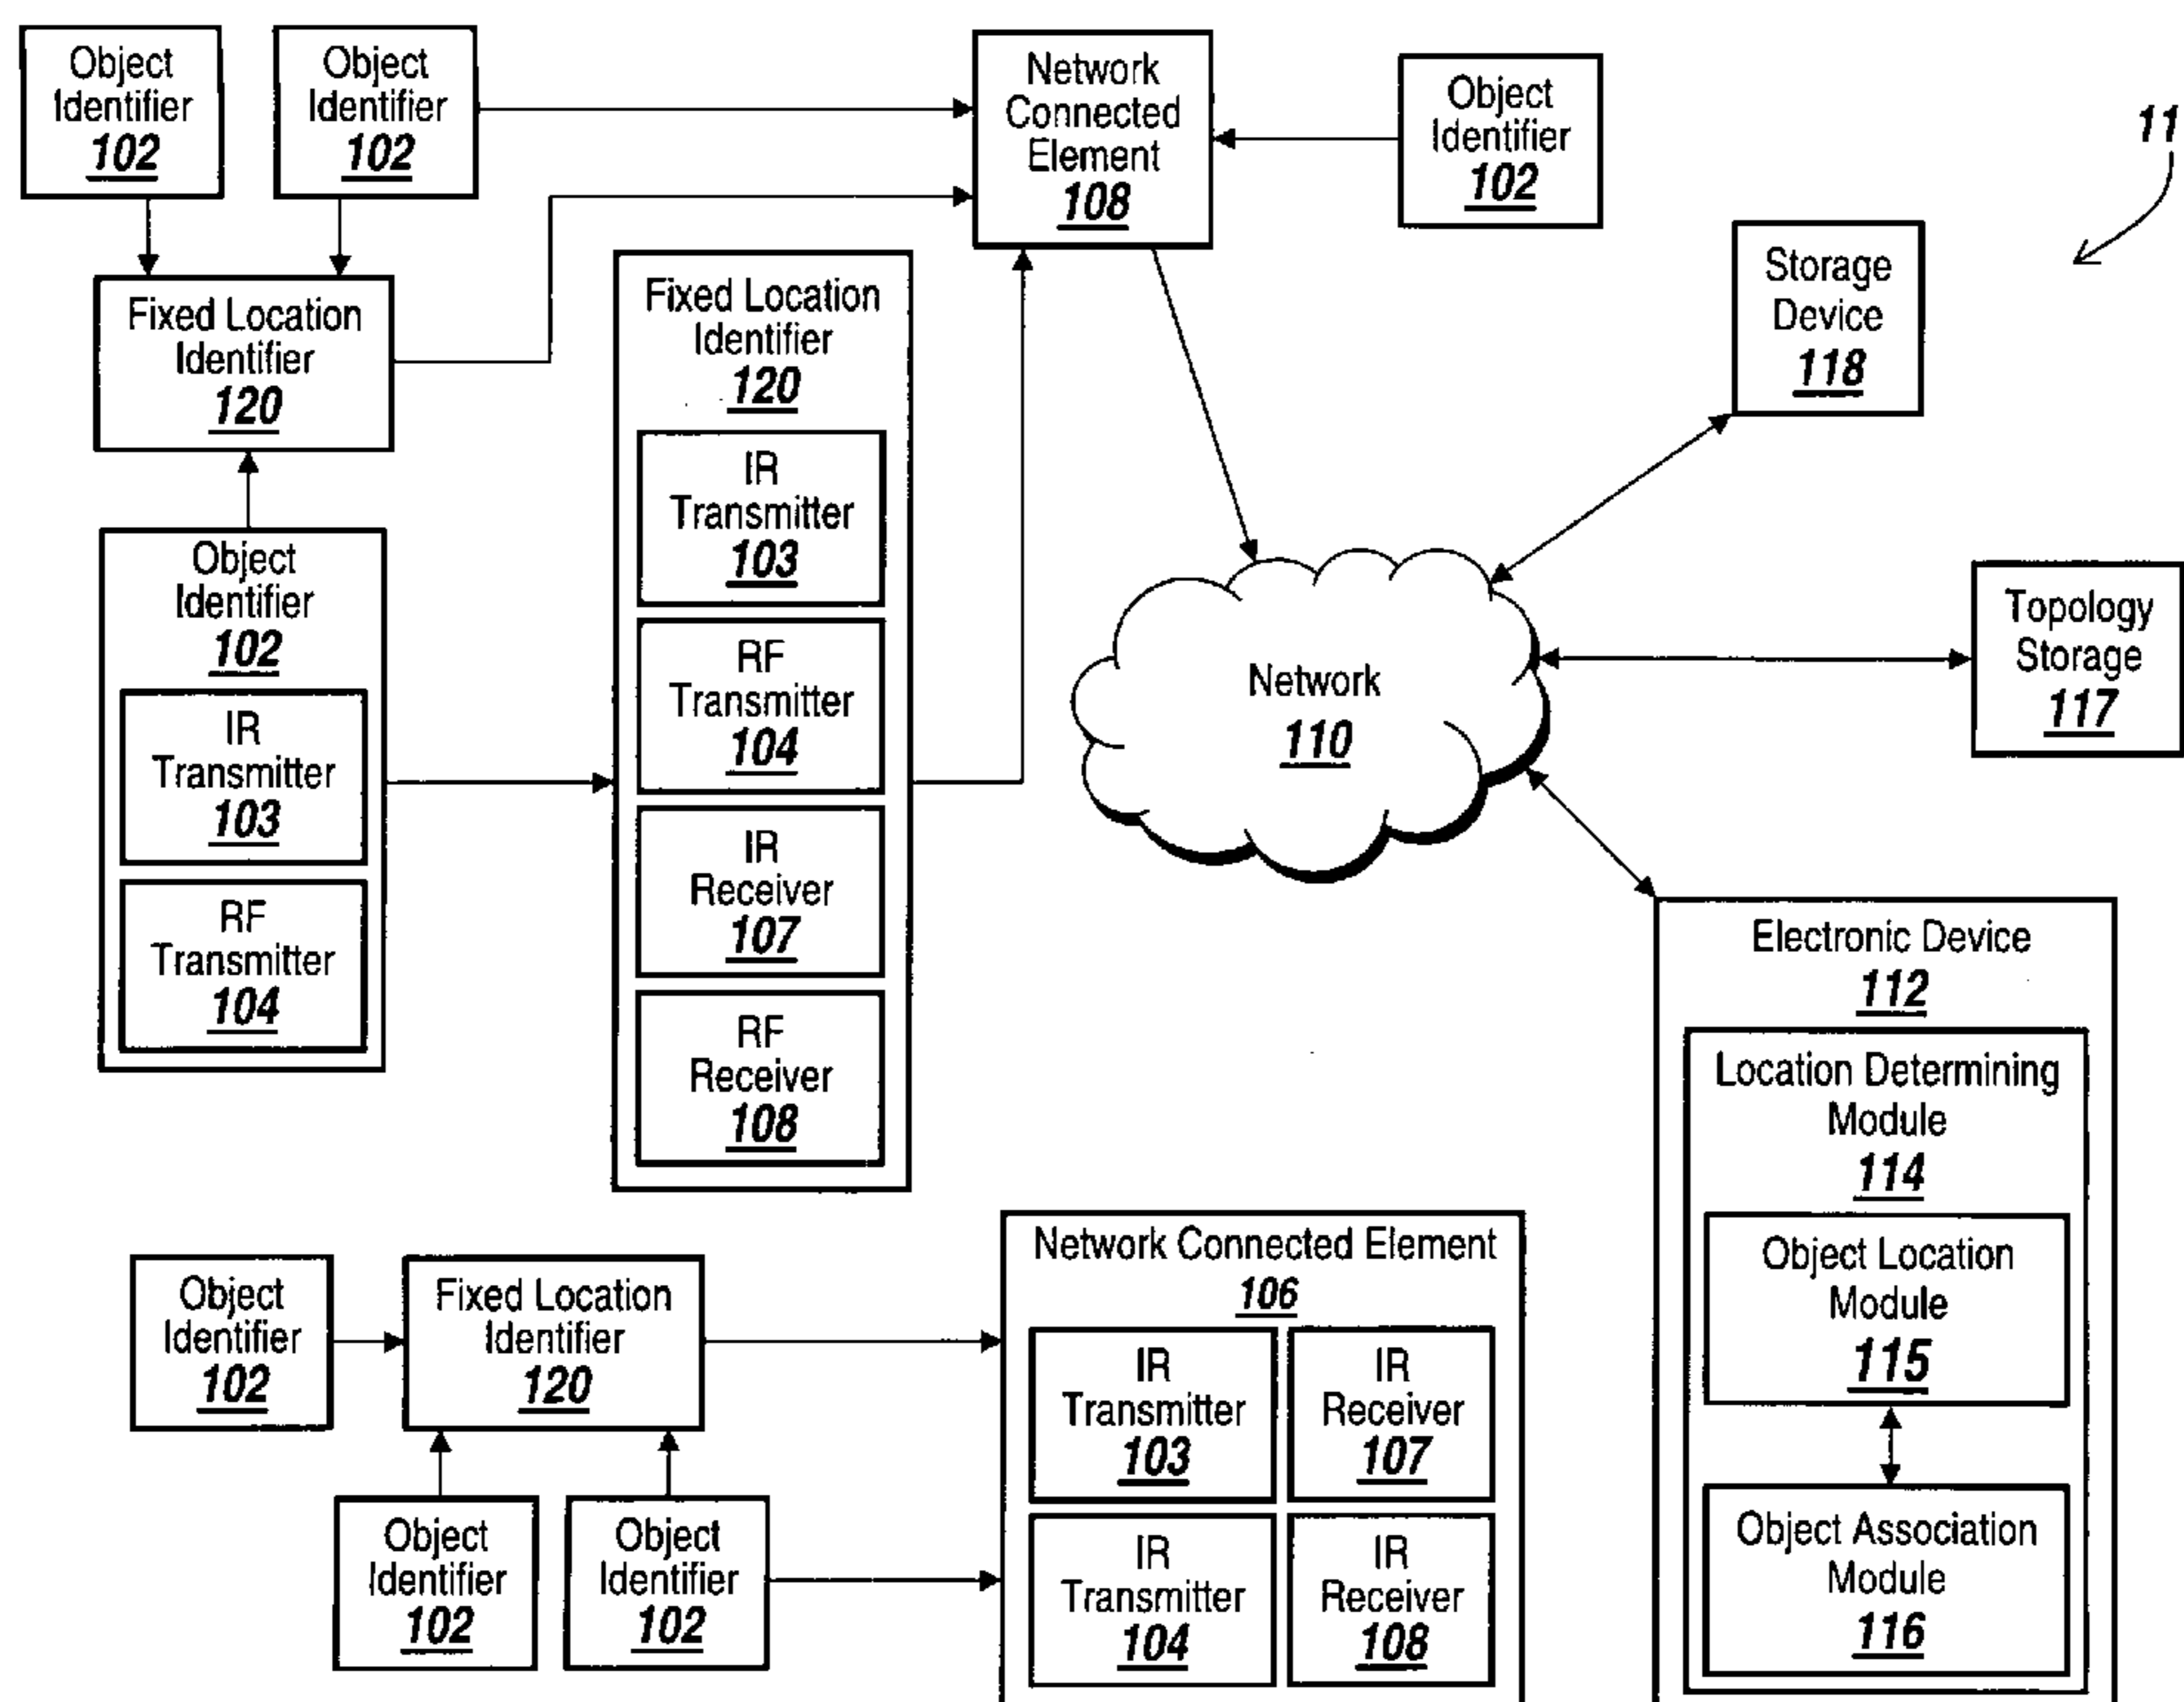 Object
Identifier
102
Object
Identifier
102
Network
Connected
Element
108
Object
Identifier
102
11
Storage
Device
118
Fixed Location
Identifier
120
Fixed Location
Identifier
120
IR
Transmitter
103
RF
Transmitter
104
IR
Receiver
107
RF
Receiver
108
Object
Identifier
102
IR
Transmitter
103
RF
Transmitter
104
Network
110
Topology
Storage
117
Electronic Device
112
Location Determining
Module
114
Object Location
Module
115
Object Association
Module
116
Object
Identifier
102
Fixed Location
Identifier
120
Object
Identifier
102
Object
Identifier
102
Network Connected Element
106
IR
Transmitter
103
IR
Receiver
107
IR
Transmitter
104
IR
Receiver
108